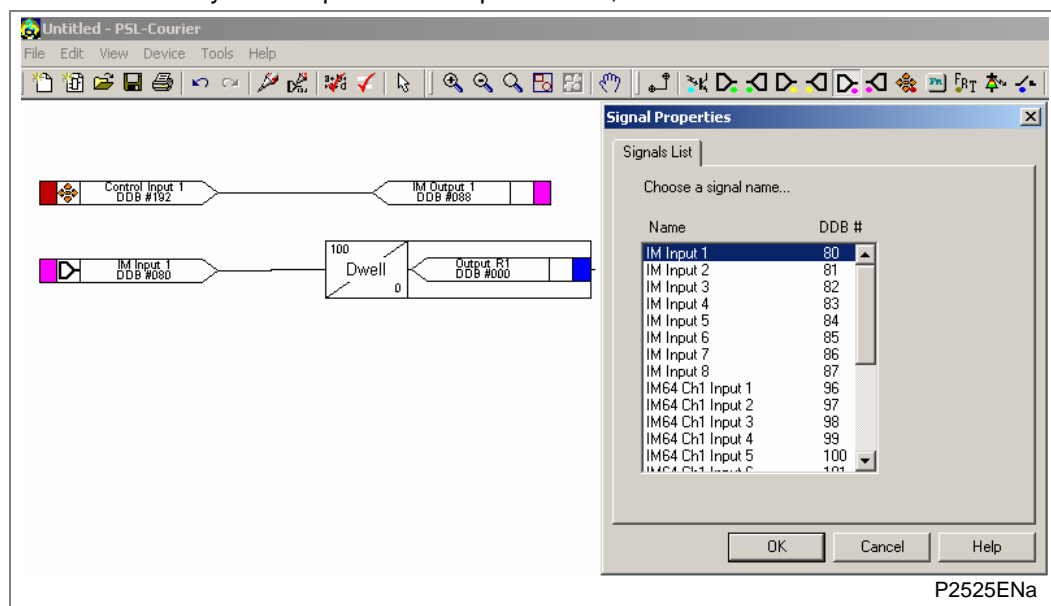 Untitled - PSL-Courier
File Edit View Device Tools Help
Control Input 1
DDB #192
IM Output 1
DDB #088
IM Input 1
DDB #080
100
Dwell
0
Output R1
DDB #000
Signal Properties
Signals List
Choose a signal name...
Name DDB #
IM Input 1 80
IM Input 2 81
IM Input 3 82
IM Input 4 83
IM Input 5 84
IM Input 6 85
IM Input 7 86
IM Input 8 87
IM64 Ch1 Input 1 96
IM64 Ch1 Input 2 97
IM64 Ch1 Input 3 98
IM64 Ch1 Input 4 99
IM64 Ch1 Input 5 100
OK Cancel Help
P2525ENa